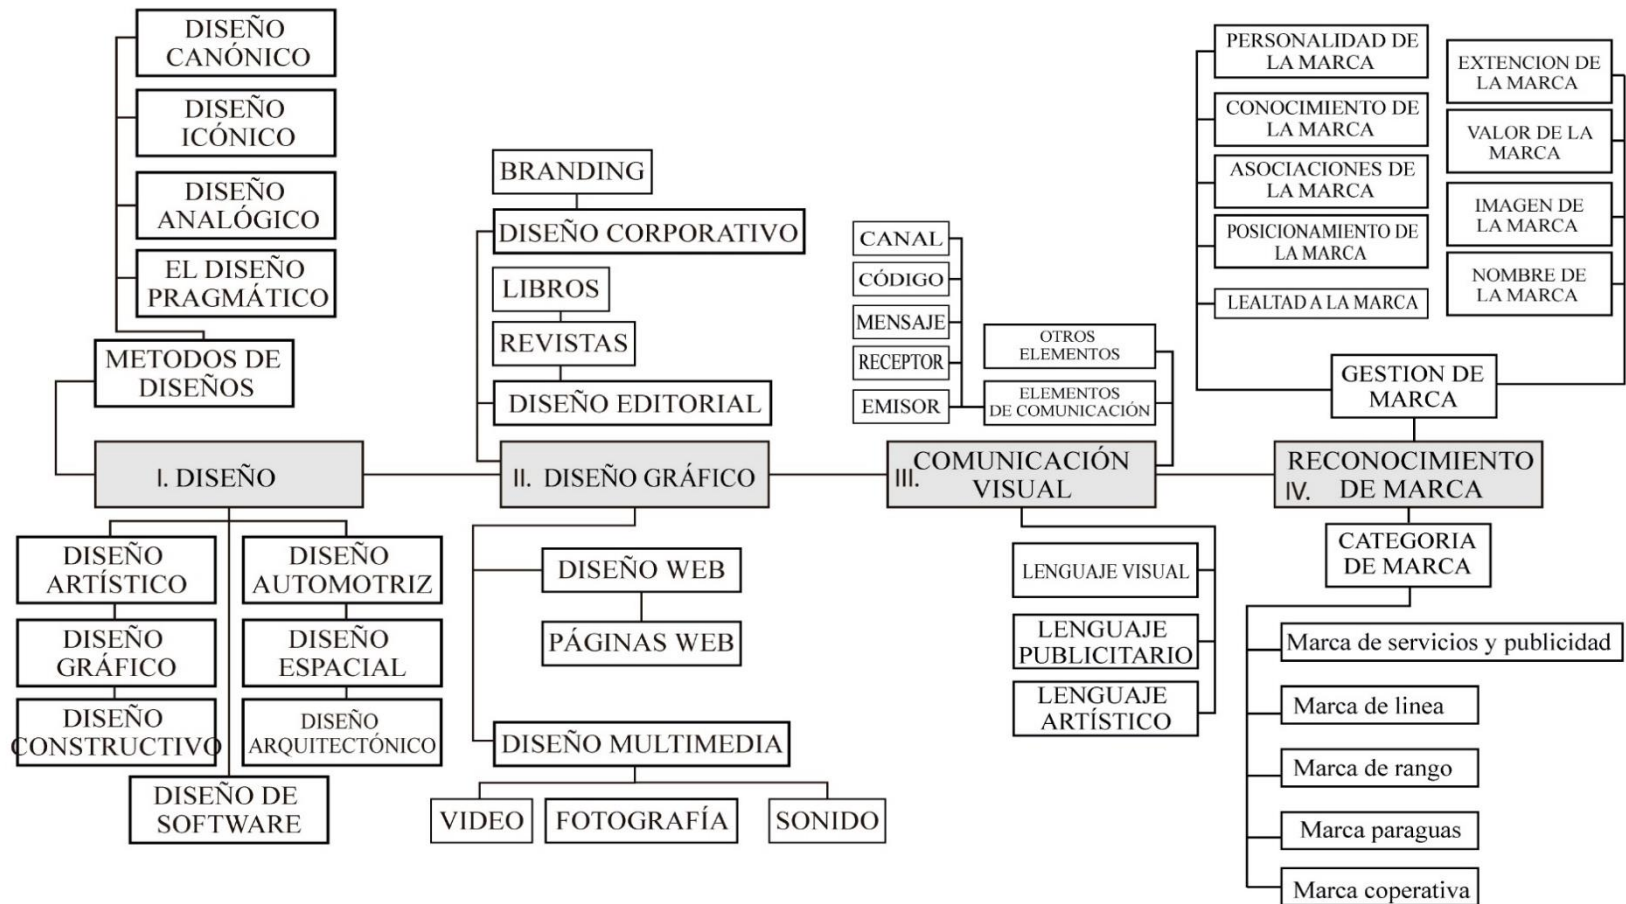 DISEÑO
CANÓNICO
DISEÑO
ICÓNICO
DISEÑO
ANALÓGICO
EL DISEÑO
PRAGMÁTICO
METODOS DE
DISEÑOS
I. DISEÑO
DISEÑO
ARTÍSTICO
DISEÑO
GRÁFICO
DISEÑO
CONSTRUCTIVO
DISEÑO
AUTOMOTRIZ
DISEÑO
ESPACIAL
DISEÑO
ARQUITECTÓNICO
DISEÑO DE
SOFTWARE
BRANDING
DISEÑO CORPORATIVO
LIBROS
REVISTAS
DISEÑO EDITORIAL
II. DISEÑO GRÁFICO
DISEÑO WEB
PÁGINAS WEB
DISEÑO MULTIMEDIA
VIDEO
FOTOGRAFÍA
SONIDO
CANAL
CÓDIGO
MENSAJE
RECEPTOR
EMISOR
OTROS
ELEMENTOS
ELEMENTOS
DE COMUNICACIÓN
III. COMUNICACIÓN
VISUAL
LENGUAJE VISUAL
LENGUAJE
PUBLICITARIO
LENGUAJE
ARTÍSTICO
PERSONALIDAD DE
LA MARCA
CONOCIMIENTO DE
LA MARCA
ASOCIACIONES DE
LA MARCA
POSICIONAMIENTO DE
LA MARCA
LEALTAD A LA MARCA
EXTENCION DE
LA MARCA
VALOR DE LA
MARCA
IMAGEN DE
LA MARCA
NOMBRE DE
LA MARCA
GESTION DE
MARCA
RECONOCIMIENTO
IV. DE MARCA
CATEGORIA
DE MARCA
Marca de servicios y publicidad
Marca de linea
Marca de rango
Marca paraguas
Marca coperativa